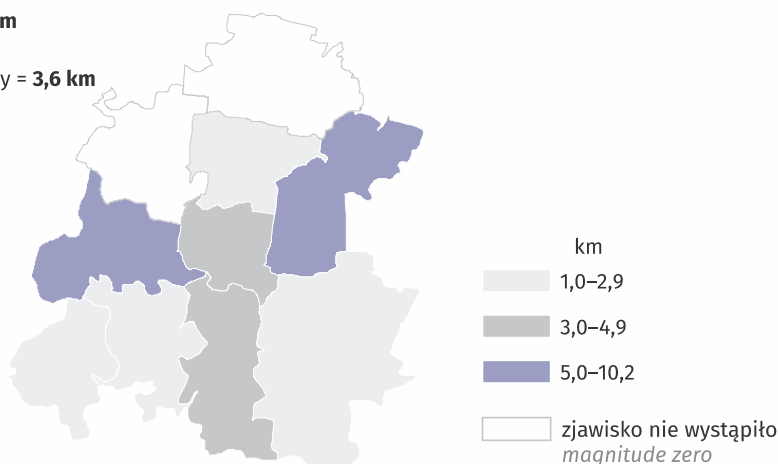 m
y = 3,6 km
km
1,0–2,9
3,0–4,9
5,0–10,2
zjawisko nie wystąpiło
magnitude zero